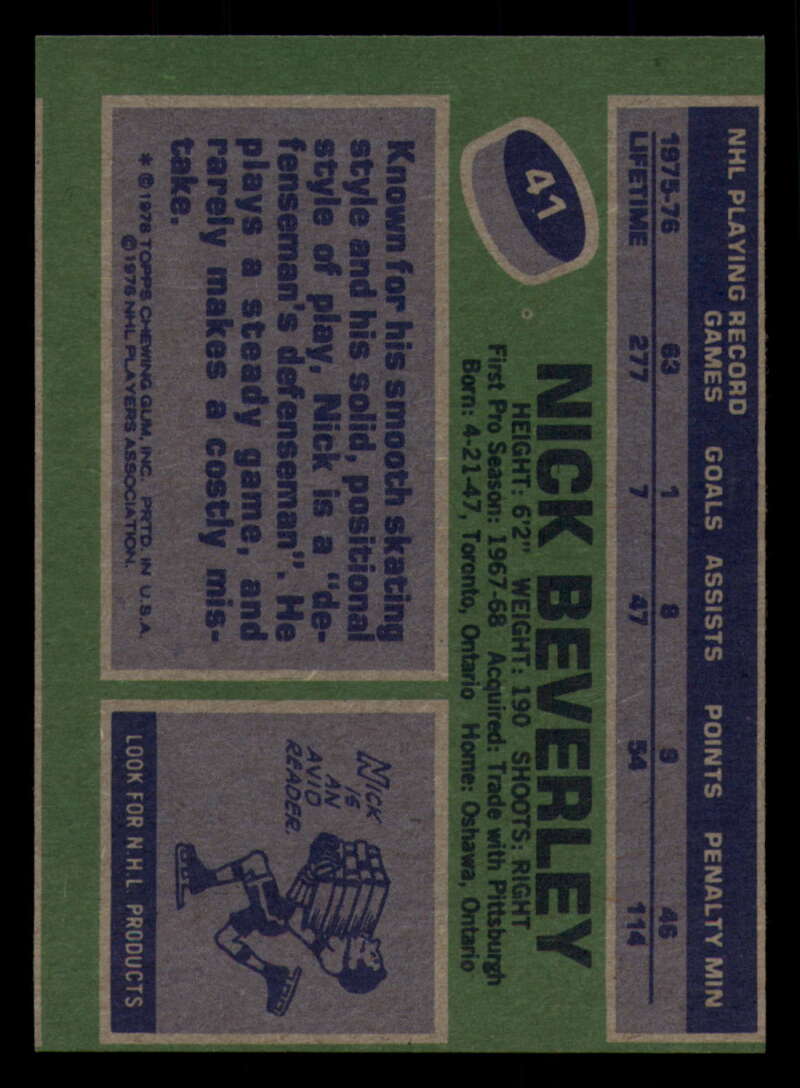 NHL PLAYING RECORD
GAMES GOALS ASSISTS POINTS PENALTY MIN
1975-76 63 1 8 9 46
LIFETIME 277 7 47 54 114
41
NICK BEVERLEY
HEIGHT: 6'2" WEIGHT: 190 SHOOTS: RIGHT
First Pro Season: 1967-68 Acquired: Trade with Pittsburgh
Born: 4-21-47, Toronto, Ontario Home: Oshawa, Ontario
Known for his smooth skating
style and his solid, positional
style of play, Nick is a "de-
fenseman's defenseman". He
plays a steady game, and
rarely makes a costly mis-
take.
* © 1976 TOPPS CHEWING GUM, INC. PRTD. IN U.S.A.
© 1976 NHL PLAYERS ASSOCIATION.
NICK
IS
AN
AVID
READER.
LOOK FOR N.H.L. PRODUCTS